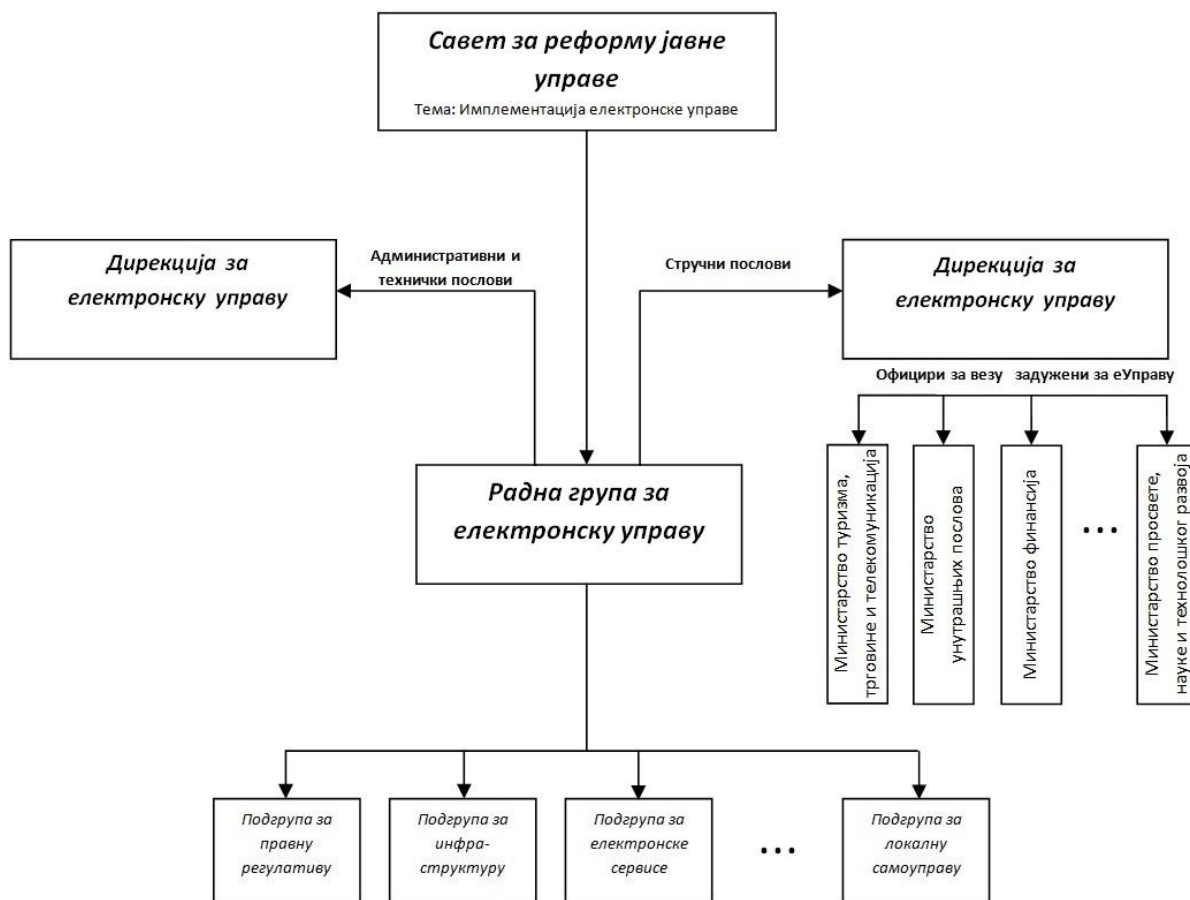 Савет за реформу јавне
управе
Тема: Имплементација електронске управе
Дирекција за
електронску управу
Административни и
технички послови
Стручни послови
Дирекција за
електронску управу
Официри за везу задужени за еУправу
Радна група за
електронску управу
Министарство туризма,
трговине и телекомуникација
Министарство
унутрашњих послова
Министарство финансија
...
Министарство просвете,
науке и технолошког развоја
Подгрупа за
правну
регулативу
Подгрупа за
инфра-
структуру
Подгрупа за
електронске
сервисе
...
Подгрупа за
локалну
самоуправу